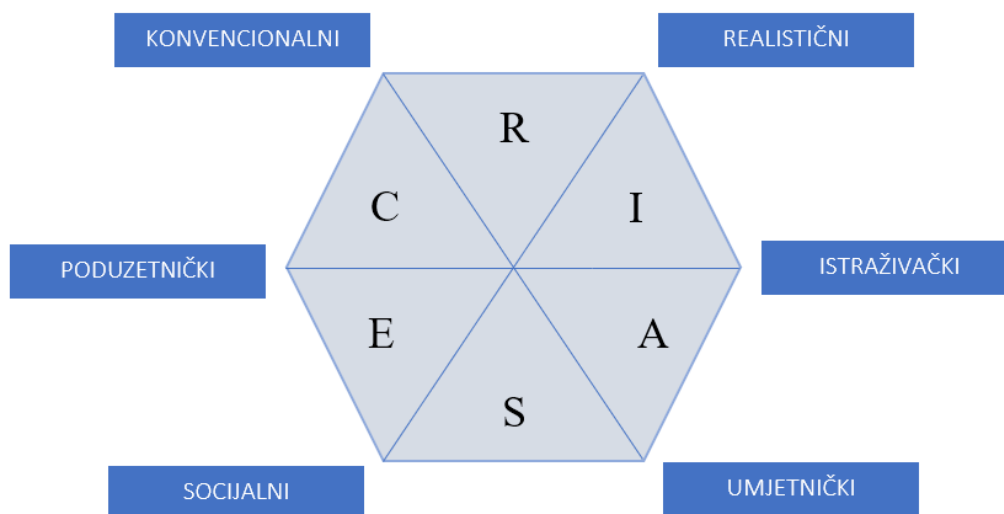 KONVENCIONALNI
REALISTIČNI
R
C
I
PODUZETNIČKI
ISTRAŽIVAČKI
E
A
S
SOCIJALNI
UMJETNIČKI